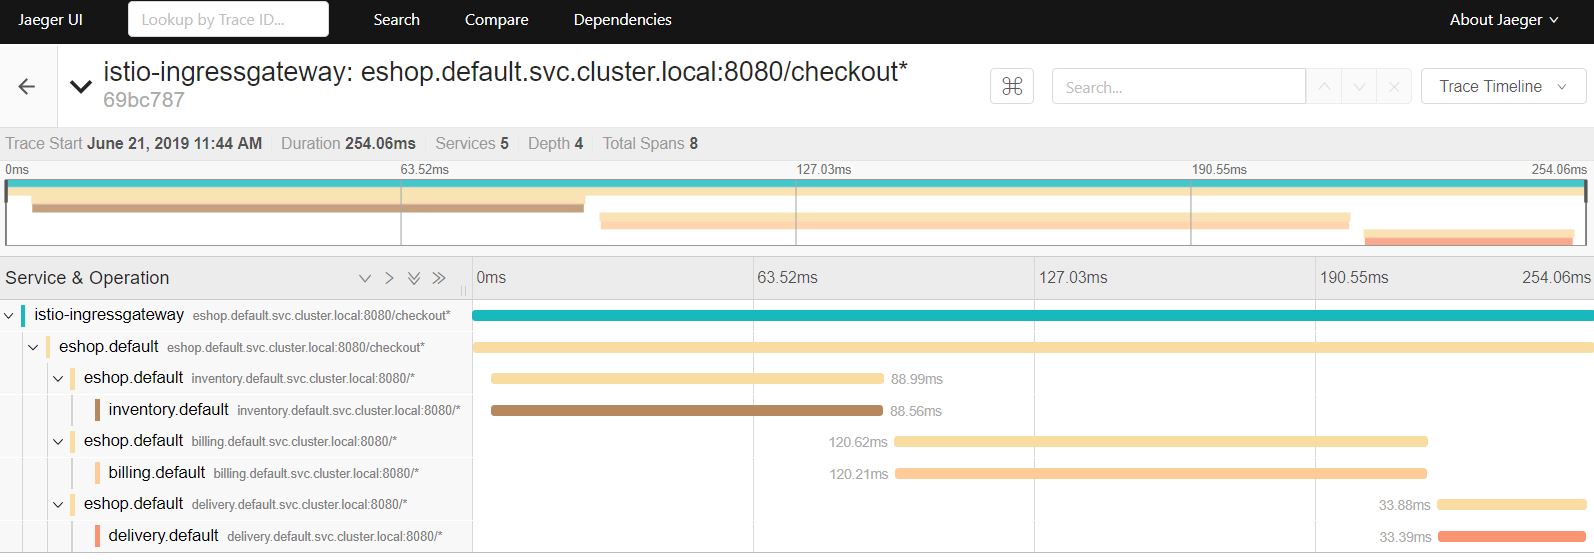 Jaeger UI Lookup by Trace ID... Search Compare Dependencies About Jaeger
istio-ingressgateway: eshop.default.svc.cluster.local:8080/checkout*
69bc787
Search... Trace Timeline
Trace Start June 21, 2019 11:44 AM Duration 254.06ms Services 5 Depth 4 Total Spans 8
0ms 63.52ms 127.03ms 190.55ms 254.06ms
Service & Operation 0ms 63.52ms 127.03ms 190.55ms 254.06ms
istio-ingressgateway eshop.default.svc.cluster.local:8080/checkout*
eshop.default eshop.default.svc.cluster.local:8080/checkout*
eshop.default inventory.default.svc.cluster.local:8080/* 88.99ms
inventory.default inventory.default.svc.cluster.local:8080/* 88.56ms
eshop.default billing.default.svc.cluster.local:8080/* 120.62ms
billing.default billing.default.svc.cluster.local:8080/* 120.21ms
eshop.default delivery.default.svc.cluster.local:8080/* 33.88ms
delivery.default delivery.default.svc.cluster.local:8080/* 33.39ms